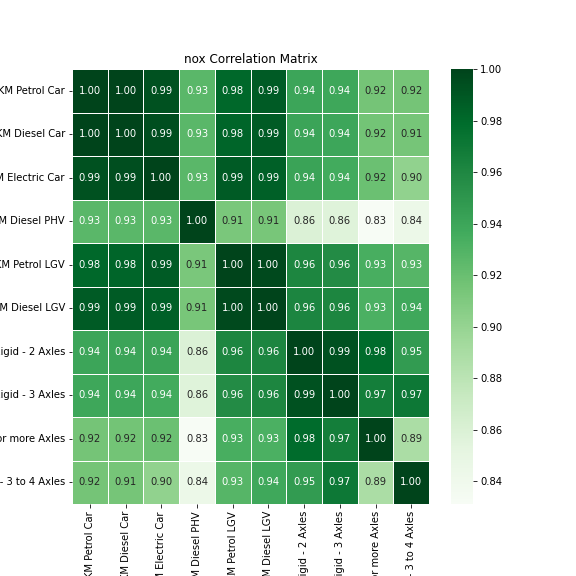 nox Correlation Matrix
KM Petrol Car 1.00 1.00 0.99 0.93 0.98 0.99 0.94 0.94 0.92 0.92
KM Diesel Car 1.00 1.00 0.99 0.93 0.98 0.99 0.94 0.94 0.92 0.91
M Electric Car 0.99 0.99 1.00 0.93 0.99 0.99 0.94 0.94 0.92 0.90
M Diesel PHV 0.93 0.93 0.93 1.00 0.91 0.91 0.86 0.86 0.83 0.84
KM Petrol LGV 0.98 0.98 0.99 0.91 1.00 1.00 0.96 0.96 0.93 0.93
KM Diesel LGV 0.99 0.99 0.99 0.91 1.00 1.00 0.96 0.96 0.93 0.94
igid - 2 Axles 0.94 0.94 0.94 0.86 0.96 0.96 1.00 0.99 0.98 0.95
igid - 3 Axles 0.94 0.94 0.94 0.86 0.96 0.96 0.99 1.00 0.97 0.97
or more Axles 0.92 0.92 0.92 0.83 0.93 0.93 0.98 0.97 1.00 0.89
- 3 to 4 Axles 0.92 0.91 0.90 0.84 0.93 0.94 0.95 0.97 0.89 1.00
KM Petrol Car
KM Diesel Car
M Electric Car
M Diesel PHV
KM Petrol LGV
KM Diesel LGV
igid - 2 Axles
igid - 3 Axles
or more Axles
- 3 to 4 Axles
1.00
0.98
0.96
0.94
0.92
0.90
0.88
0.86
0.84